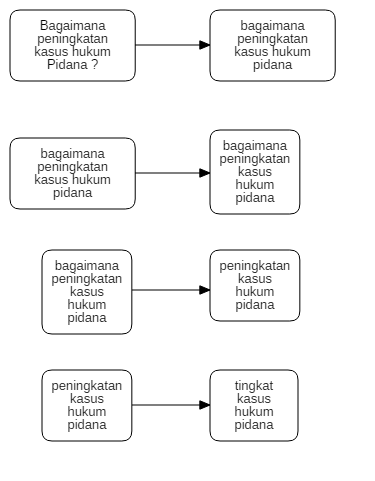 Bagaimana
peningkatan
kasus hukum
Pidana ?
bagaimana
peningkatan
kasus hukum
pidana
bagaimana
peningkatan
kasus hukum
pidana
bagaimana
peningkatan
kasus
hukum
pidana
bagaimana
peningkatan
kasus
hukum
pidana
peningkatan
kasus
hukum
pidana
peningkatan
kasus
hukum
pidana
tingkat
kasus
hukum
pidana